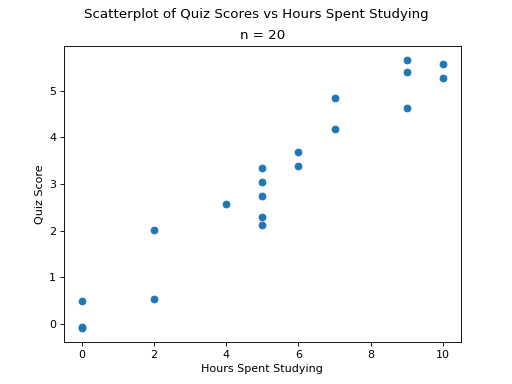 Scatterplot of Quiz Scores vs Hours Spent Studying
n = 20
5
4
3
2
1
0
Quiz Score
0 2 4 6 8 10
Hours Spent Studying